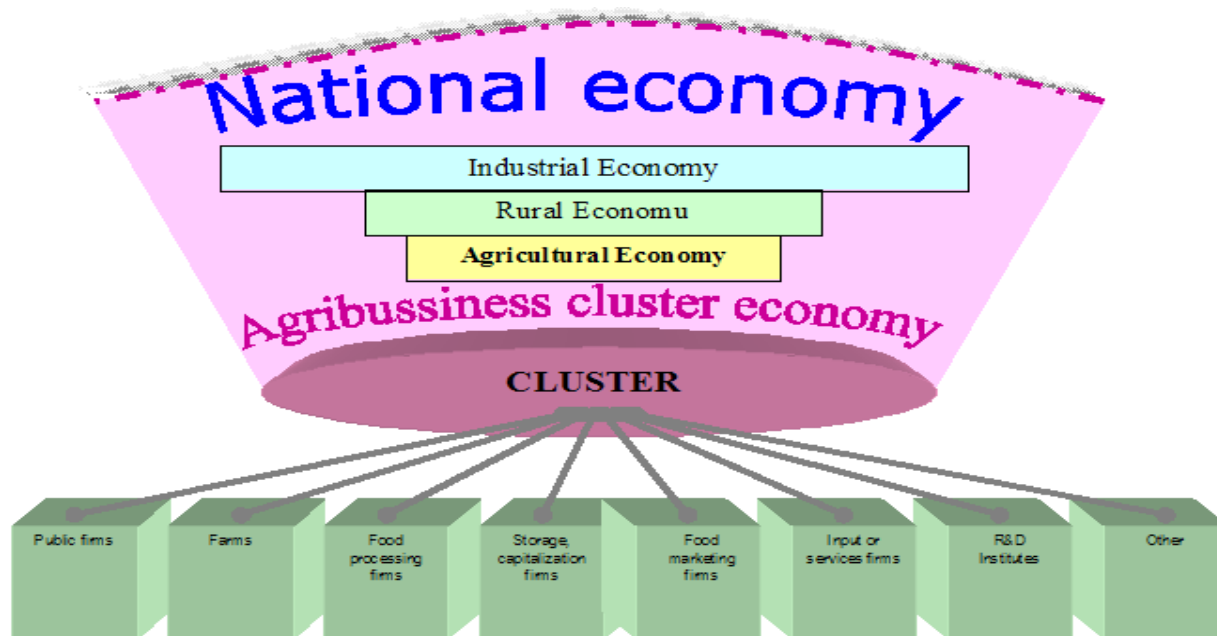 National economy
Industrial Economy
Rural Economu
Agricultural Economy
Agribussiness cluster economy
CLUSTER
Public firms
Farms
Food
processing
firms
Storage,
capitalization
firms
Food
marketing
firms
Input or
services firms
R&D
Institutes
Other